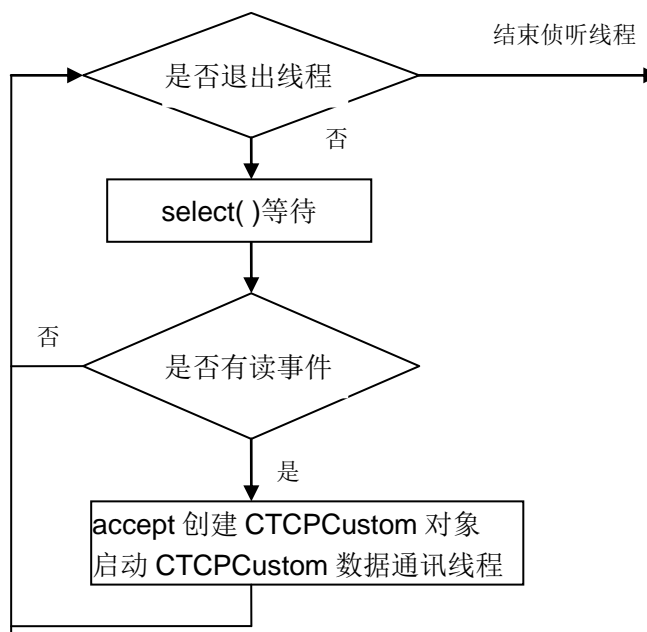 结束侦听线程
是否退出线程
否
select( )等待
否
是否有读事件
是
accept 创建 CTCPCustom 对象
启动 CTCPCustom 数据通讯线程